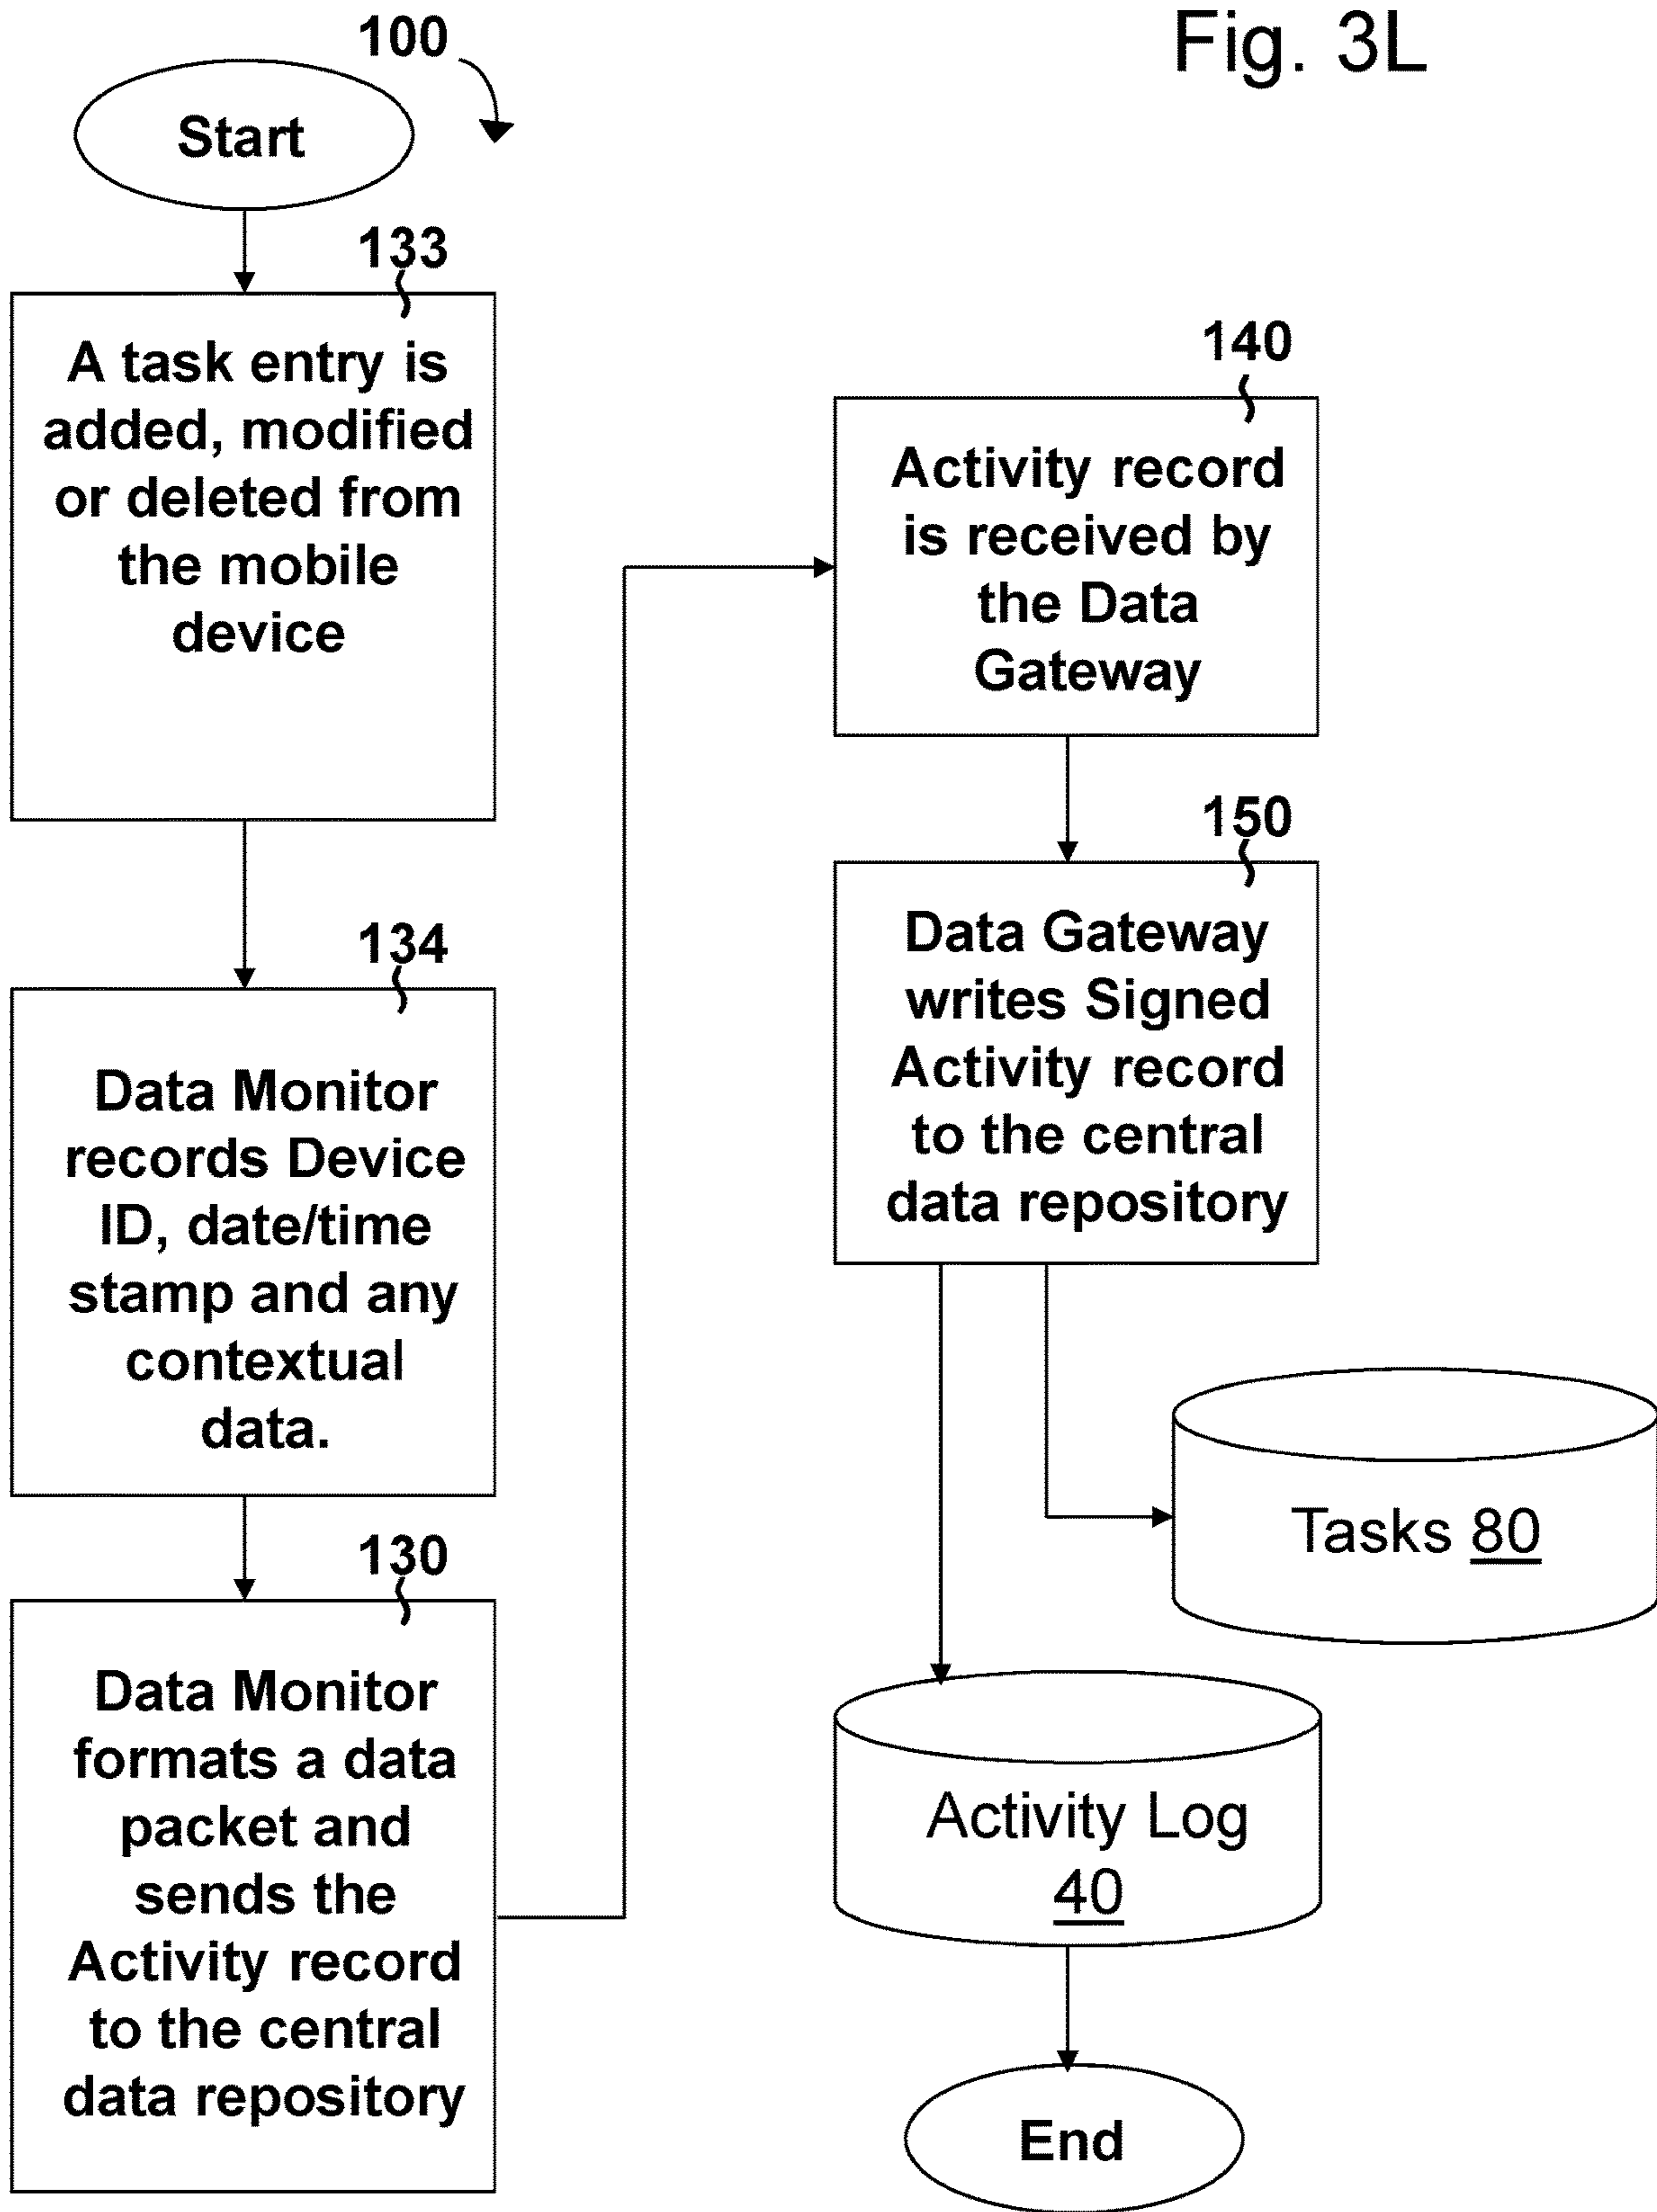 Fig. 3L
100
Start
133
A task entry is
added, modified
or deleted from
the mobile
device
134
Data Monitor
records Device
ID, date/time
stamp and any
contextual
data.
130
Data Monitor
formats a data
packet and
sends the
Activity record
to the central
data repository
140
Activity record
is received by
the Data
Gateway
150
Data Gateway
writes Signed
Activity record
to the central
data repository
Tasks 80
Activity Log
40
End